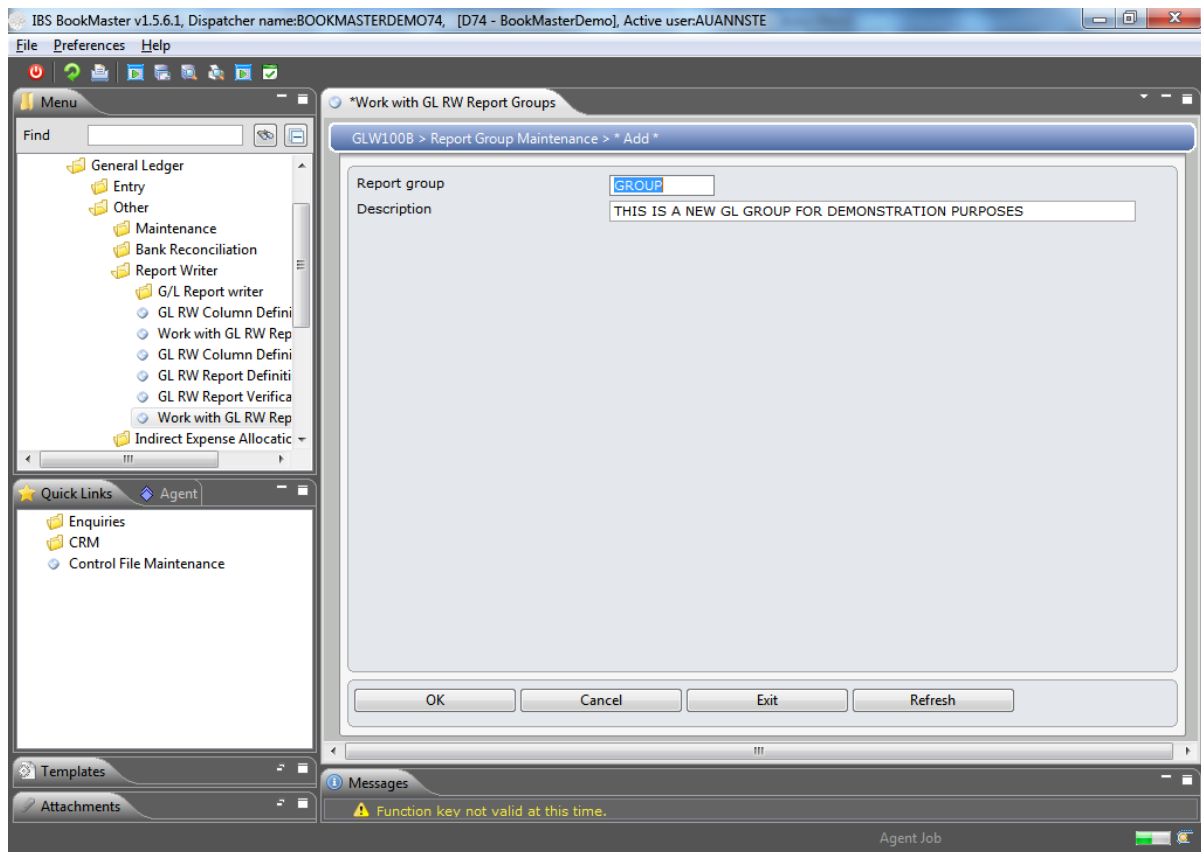 IBS BookMaster v1.5.6.1, Dispatcher name:BOOKMASTERDEMO74, [D74 - BookMasterDemo], Active user:AUANNSTE
File Preferences Help
Menu
Find
General Ledger
Entry
Other
Maintenance
Bank Reconciliation
Report Writer
G/L Report writer
GL RW Column Defini
Work with GL RW Rep
GL RW Column Defini
GL RW Report Definiti
GL RW Report Verifica
Work with GL RW Rep
Indirect Expense Allocatic
Quick Links Agent
Enquiries
CRM
Control File Maintenance
Templates
Attachments
*Work with GL RW Report Groups
GLW100B > Report Group Maintenance > * Add *
Report group GROUP
Description THIS IS A NEW GL GROUP FOR DEMONSTRATION PURPOSES
OK Cancel Exit Refresh
Messages
Function key not valid at this time.
Agent Job